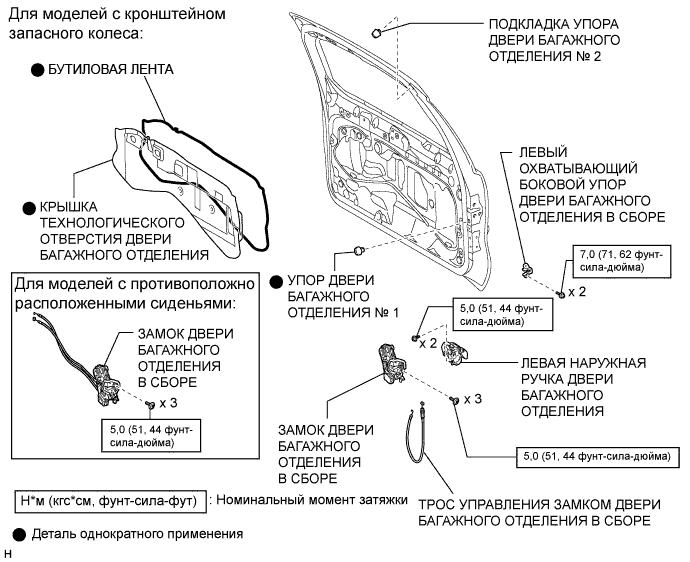 Для моделей с кронштейном
запасного колеса:
БУТИЛОВАЯ ЛЕНТА
КРЫШКА
ТЕХНОЛОГИЧЕСКОГО
ОТВЕРСТИЯ ДВЕРИ
БАГАЖНОГО ОТДЕЛЕНИЯ
ПОДКЛАДКА УПОРА
ДВЕРИ БАГАЖНОГО
ОТДЕЛЕНИЯ № 2
ЛЕВЫЙ
ОХВАТЫВАЮЩИЙ
БОКОВОЙ УПОР
ДВЕРИ БАГАЖНОГО
ОТДЕЛЕНИЯ В СБОРЕ
7,0 (71, 62 фунт-
сила-дюйма)
x 2
УПОР ДВЕРИ
БАГАЖНОГО
ОТДЕЛЕНИЯ № 1
Для моделей с противоположно
расположенными сиденьями:
ЗАМОК ДВЕРИ
БАГАЖНОГО
ОТДЕЛЕНИЯ
В СБОРЕ
x 3
5,0 (51, 44 фунт-
сила-дюйма)
5,0 (51, 44 фунт-
сила-дюйма)
x 2
ЛЕВАЯ НАРУЖНАЯ
РУЧКА ДВЕРИ
БАГАЖНОГО
ОТДЕЛЕНИЯ
x 3
ЗАМОК ДВЕРИ
БАГАЖНОГО
ОТДЕЛЕНИЯ
В СБОРЕ
5,0 (51, 44 фунт-сила-дюйма)
ТРОС УПРАВЛЕНИЯ ЗАМКОМ ДВЕРИ
БАГАЖНОГО ОТДЕЛЕНИЯ В СБОРЕ
Н*м (кгс*см, фунт-сила-фут) : Номинальный момент затяжки
Деталь однократного применения
Н